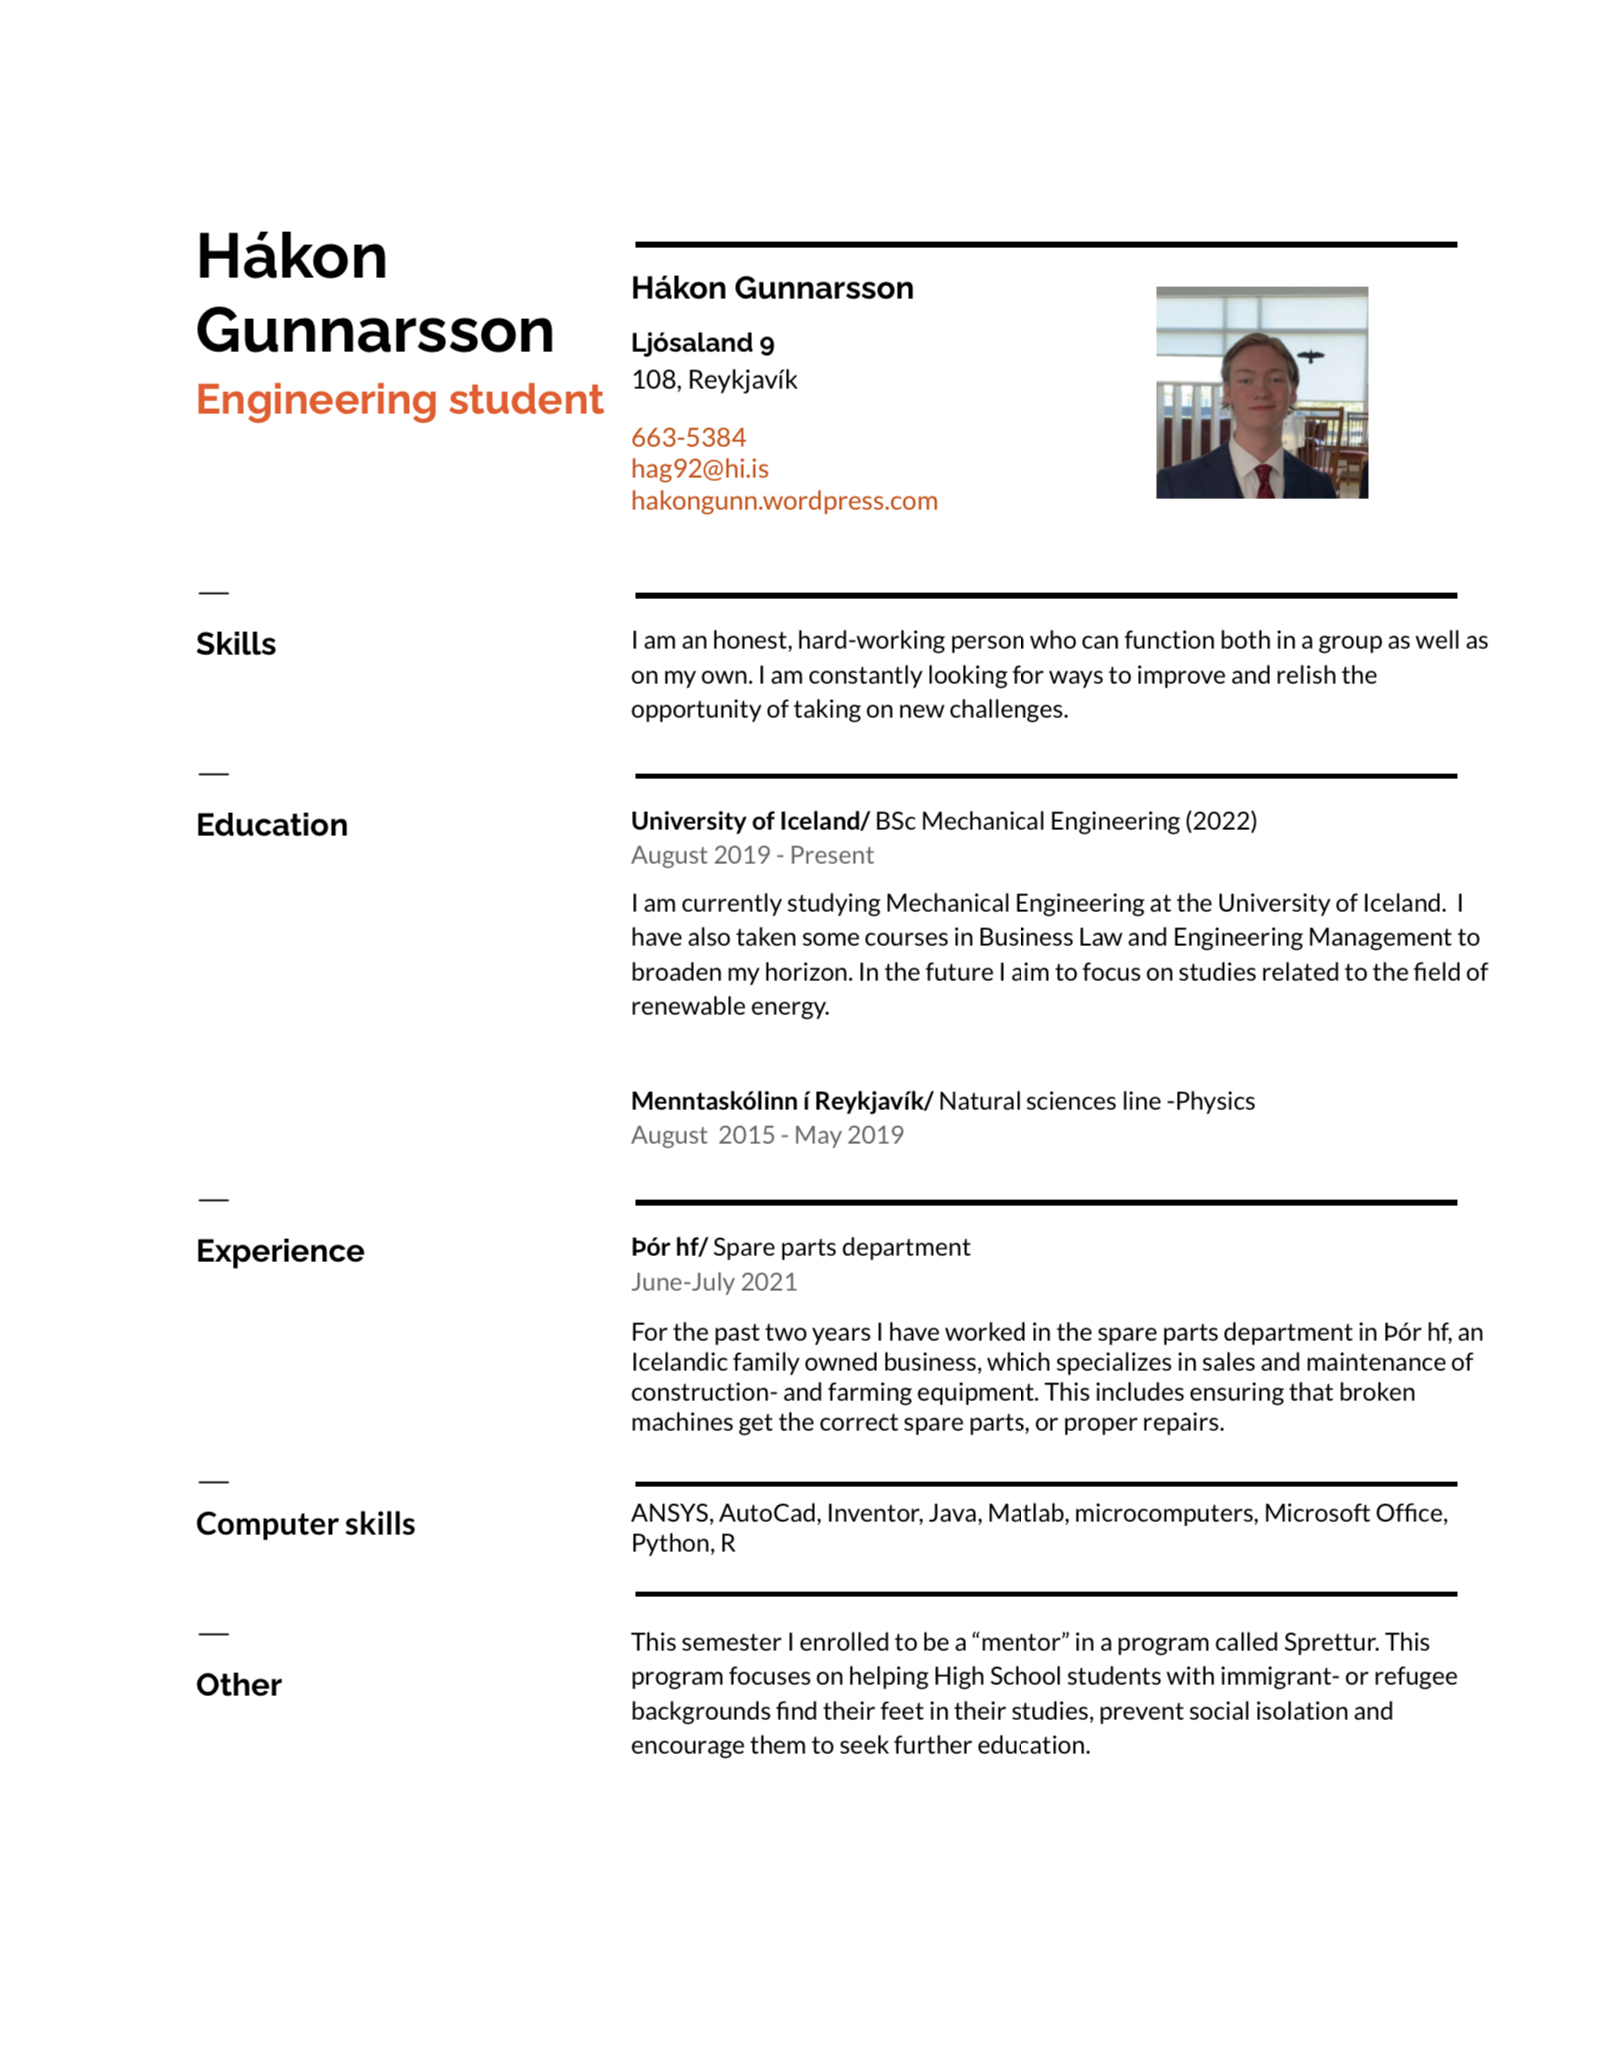 Hákon
Gunnarsson
Engineering student
Hákon Gunnarsson
Ljósaland 9
108, Reykjavík
663-5384
hag92@hi.is
hakongunn.wordpress.com
—
Skills
I am an honest, hard-working person who can function both in a group as well as
on my own. I am constantly looking for ways to improve and relish the
opportunity of taking on new challenges.
—
Education
University of Iceland/ BSc Mechanical Engineering (2022)
August 2019 - Present
I am currently studying Mechanical Engineering at the University of Iceland.  I
have also taken some courses in Business Law and Engineering Management to
broaden my horizon. In the future I aim to focus on studies related to the field of
renewable energy.
Menntaskólinn í Reykjavík/ Natural sciences line -Physics
August  2015 - May 2019
—
Experience
Þór hf/ Spare parts department
June-July 2021
For the past two years I have worked in the spare parts department in Þór hf, an
Icelandic family owned business, which specializes in sales and maintenance of
construction- and farming equipment. This includes ensuring that broken
machines get the correct spare parts, or proper repairs.
—
Computer skills
ANSYS, AutoCad, Inventor, Java, Matlab, microcomputers, Microsoft Office,
Python, R
—
Other
This semester I enrolled to be a “mentor” in a program called Sprettur. This
program focuses on helping High School students with immigrant- or refugee
backgrounds find their feet in their studies, prevent social isolation and
encourage them to seek further education.